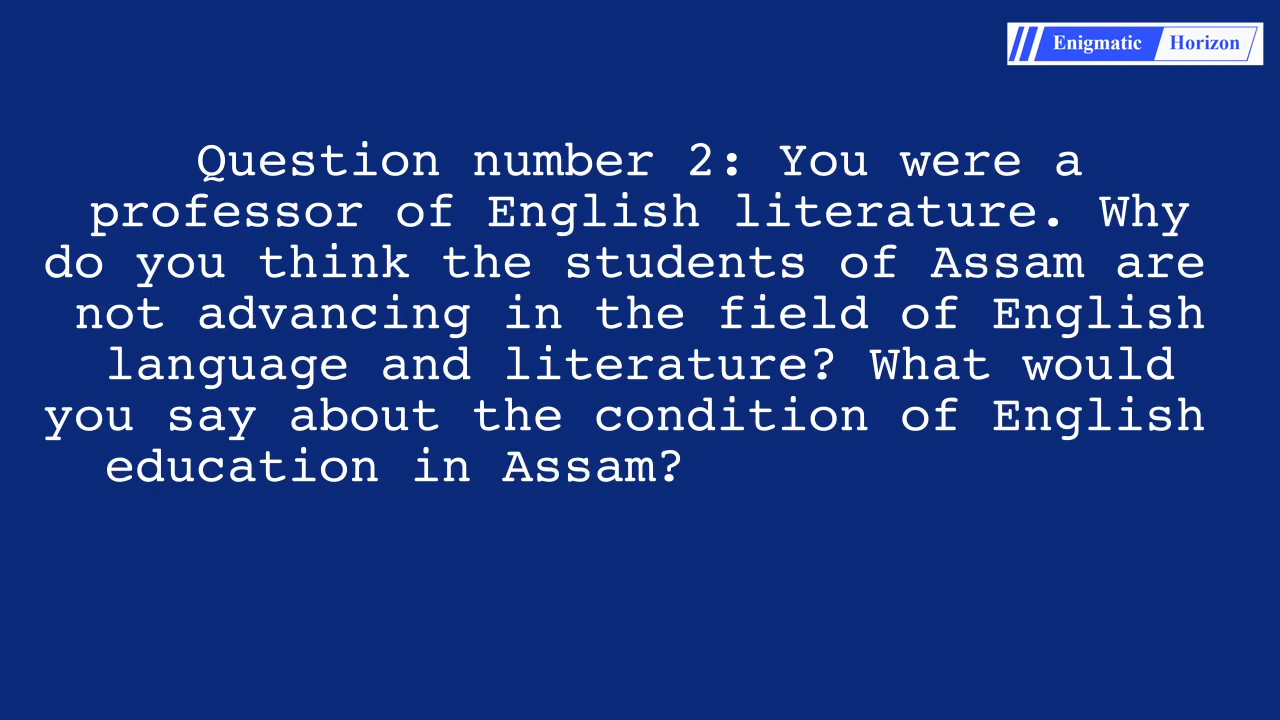 Enigmatic Horizon
Question number 2: You were a
professor of English literature. Why
do you think the students of Assam are
not advancing in the field of English
language and literature? What would
you say about the condition of English
education in Assam?